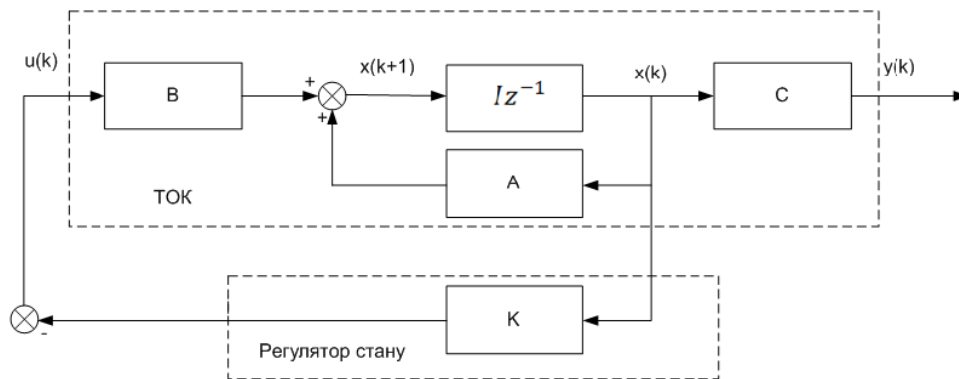 u(k)
B
+
+
x(k+1)
Iz⁻¹
x(k)
C
y(k)
A
ТОК
K
-
Регулятор стану